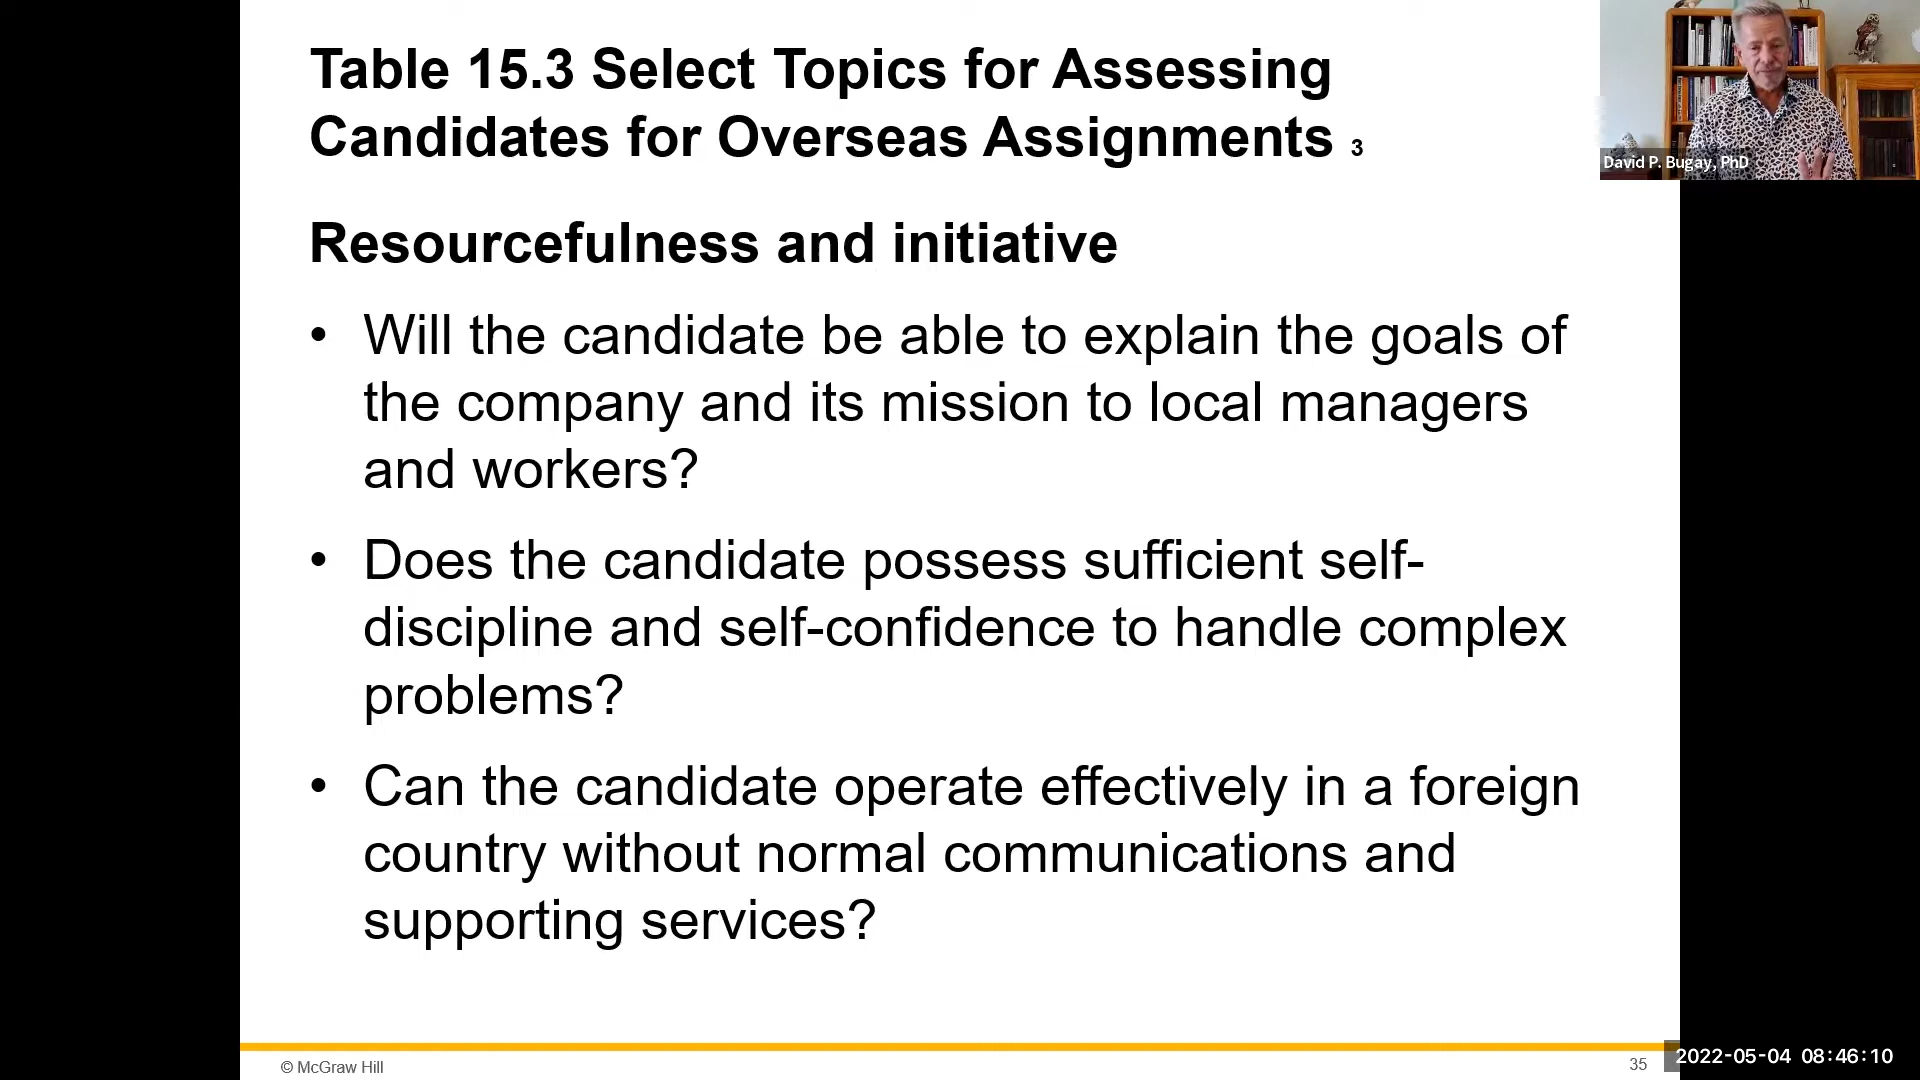 Table 15.3 Select Topics for Assessing
Candidates for Overseas Assignments 3
David P. Bugay, PhD
Resourcefulness and initiative
• Will the candidate be able to explain the goals of
the company and its mission to local managers
and workers?
• Does the candidate possess sufficient self-
discipline and self-confidence to handle complex
problems?
• Can the candidate operate effectively in a foreign
country without normal communications and
supporting services?
© McGraw Hill
35
2022-05-04 08:46:10